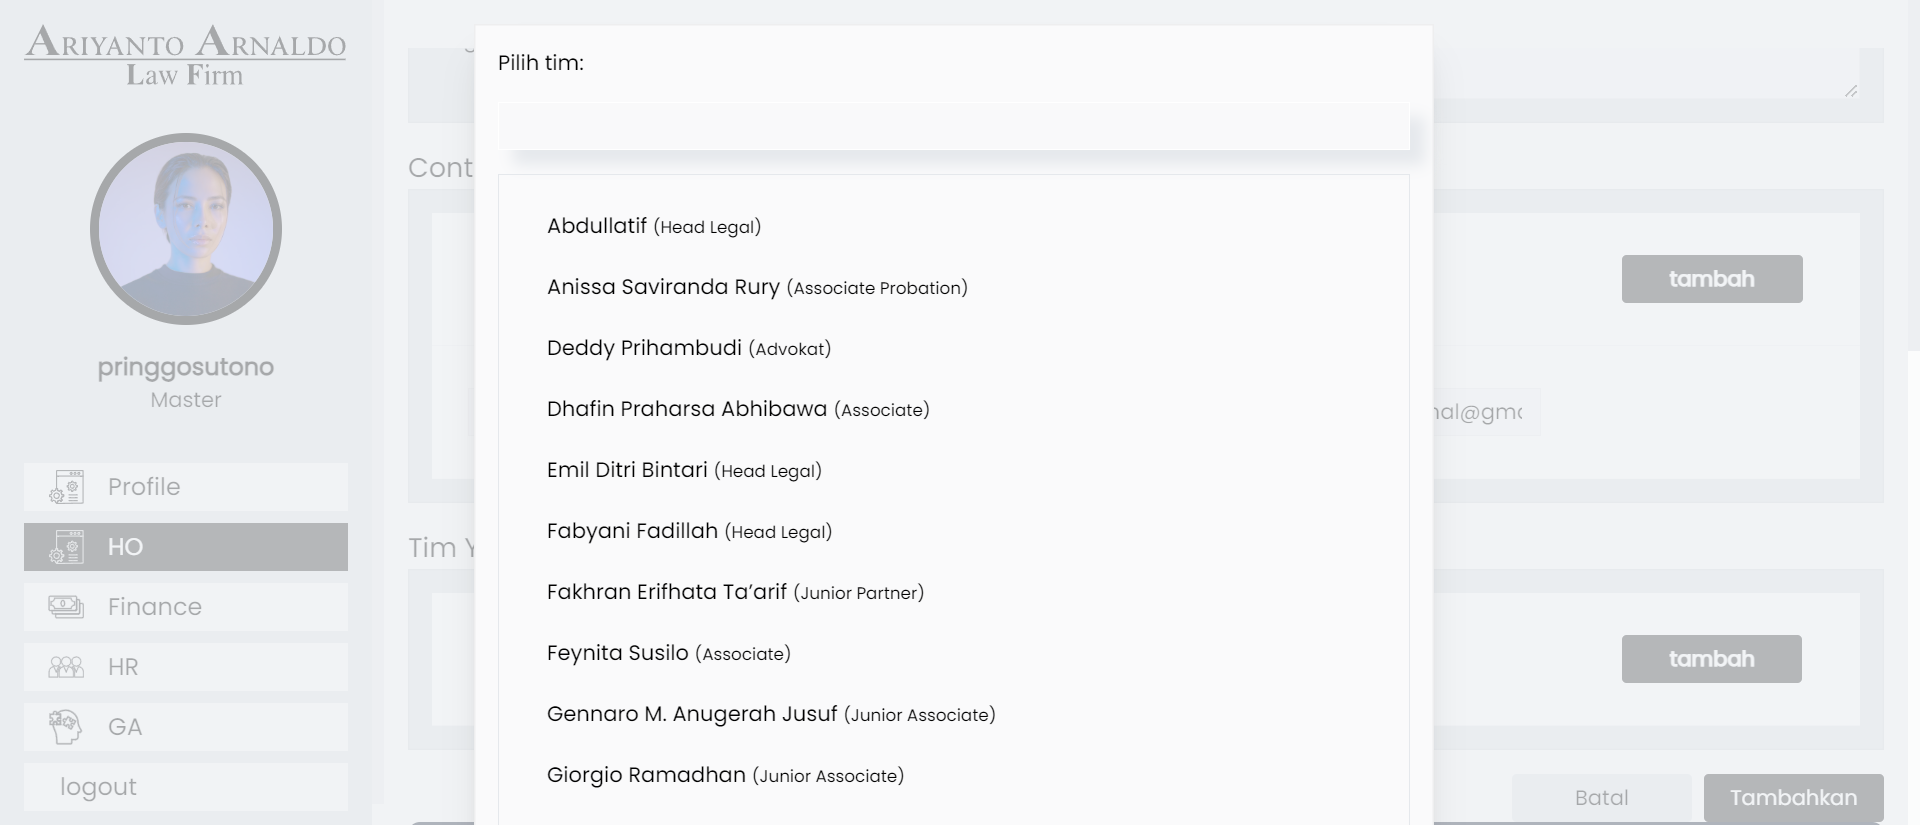 ARIYANTO ARNALDO
Law Firm
pringgosutono
Master
Profile
HO
Finance
HR
GA
logout
Pilih tim:
Abdullatif (Head Legal)
Anissa Saviranda Rury (Associate Probation)
Deddy Prihambudi (Advokat)
Dhafin Praharsa Abhibawa (Associate)
Emil Ditri Bintari (Head Legal)
Fabyani Fadillah (Head Legal)
Fakhran Erifhata Ta’arif (Junior Partner)
Feynita Susilo (Associate)
Gennaro M. Anugerah Jusuf (Junior Associate)
Giorgio Ramadhan (Junior Associate)
Cont
tambah
nal@gmc
Tim Y
tambah
Batal
Tambahkan